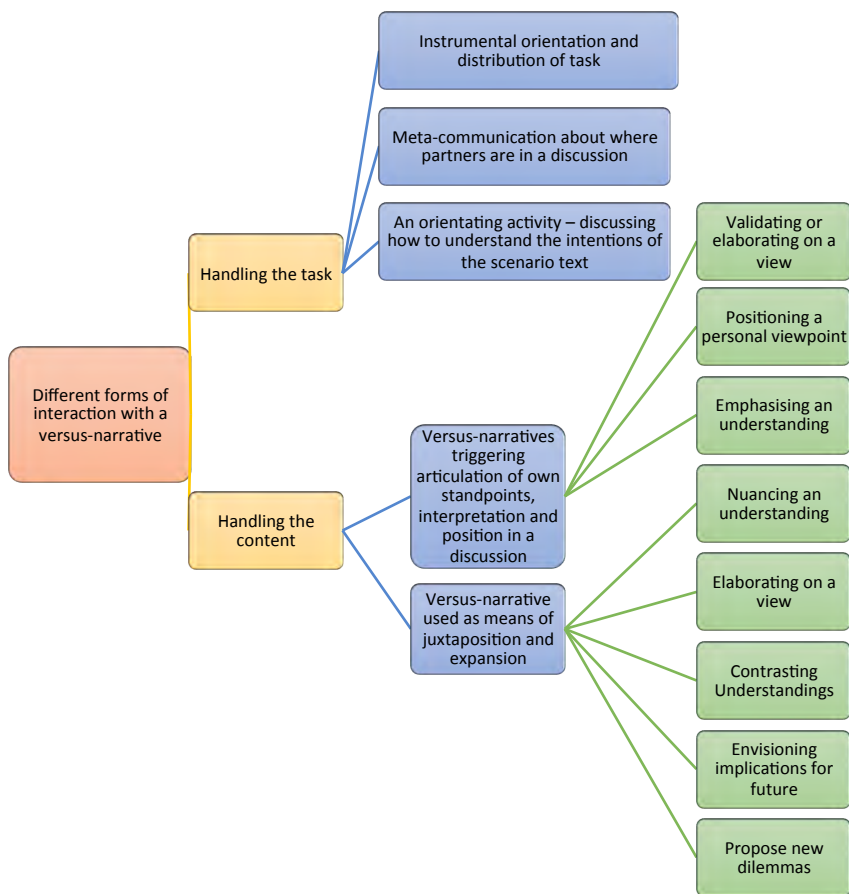 Instrumental orientation and
distribution of task
Meta-communication about where
partners are in a discussion
An orientating activity – discussing
how to understand the intentions of
the scenario text
Handling the task
Different forms of
interaction with a
versus-narrative
Handling the
content
Versus-narratives
triggering
articulation of own
standpoints,
interpretation and
position in a
discussion
Versus-narrative
used as means of
juxtaposition and
expansion
Validating or
elaborating on a
view
Positioning a
personal viewpoint
Emphasising an
understanding
Nuancing an
understanding
Elaborating on a
view
Contrasting
Understandings
Envisioning
implications for
future
Propose new
dilemmas